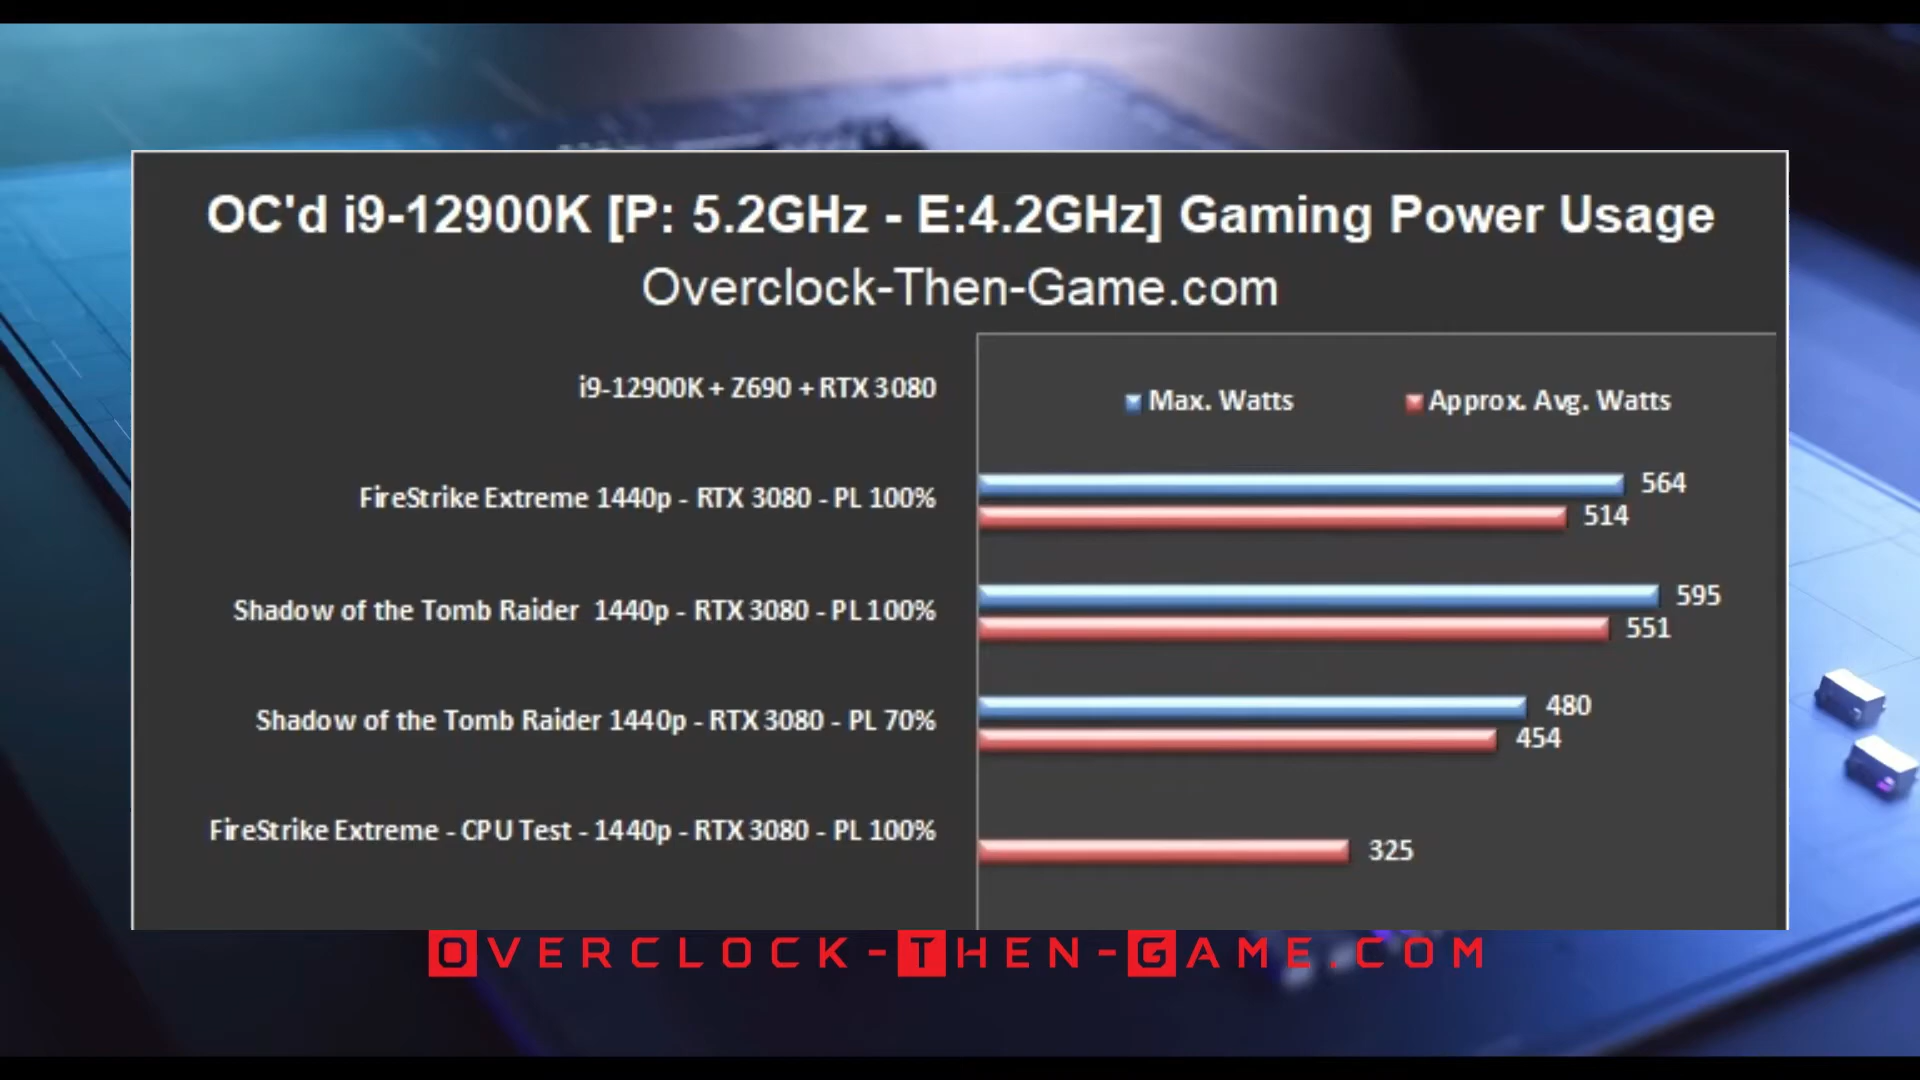 OC'd i9-12900K [P: 5.2GHz - E:4.2GHz] Gaming Power Usage
Overclock-Then-Game.com
i9-12900K + Z690 + RTX 3080
Max. Watts
Approx. Avg. Watts
FireStrike Extreme 1440p - RTX 3080 - PL 100%
564
514
Shadow of the Tomb Raider 1440p - RTX 3080 - PL 100%
595
551
Shadow of the Tomb Raider 1440p - RTX 3080 - PL 70%
480
454
FireStrike Extreme - CPU Test - 1440p - RTX 3080 - PL 100%
325
OVERCLOCK-THEN-GAME.COM